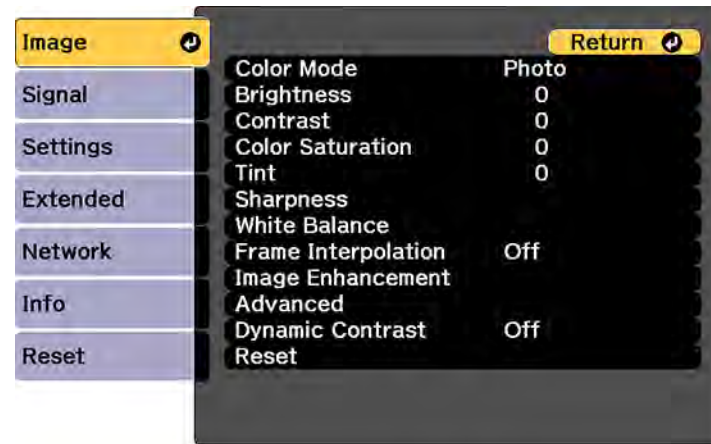 Image
Signal
Settings
Extended
Network
Info
Reset
Return
Color Mode Photo
Brightness 0
Contrast 0
Color Saturation 0
Tint 0
Sharpness
White Balance
Frame Interpolation Off
Image Enhancement
Advanced
Dynamic Contrast Off
Reset